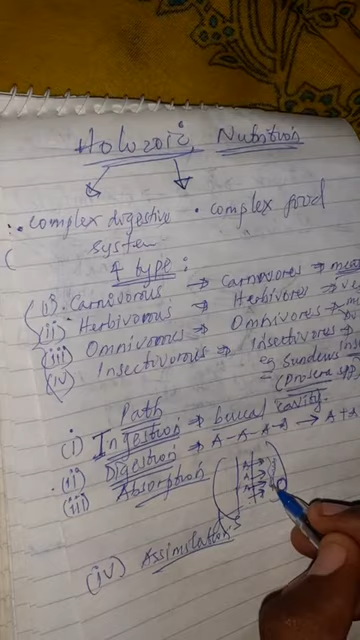 Holozoic Nutrition
• complex digestive system • complex food
4 type:
(i) Carnivorous → Carnivores →
(ii) Herbivorous → Herbivores →
(iii) Omnivorous → Omnivores →
(iv) Insectivorous → Insectivores →
eg Sundews
(Drosera spp)
Path
(i) Ingestion → buccal cavity.
(ii) Digestion → A-A-A-A → A+A
(iii) Absorption
(iv) Assimilation